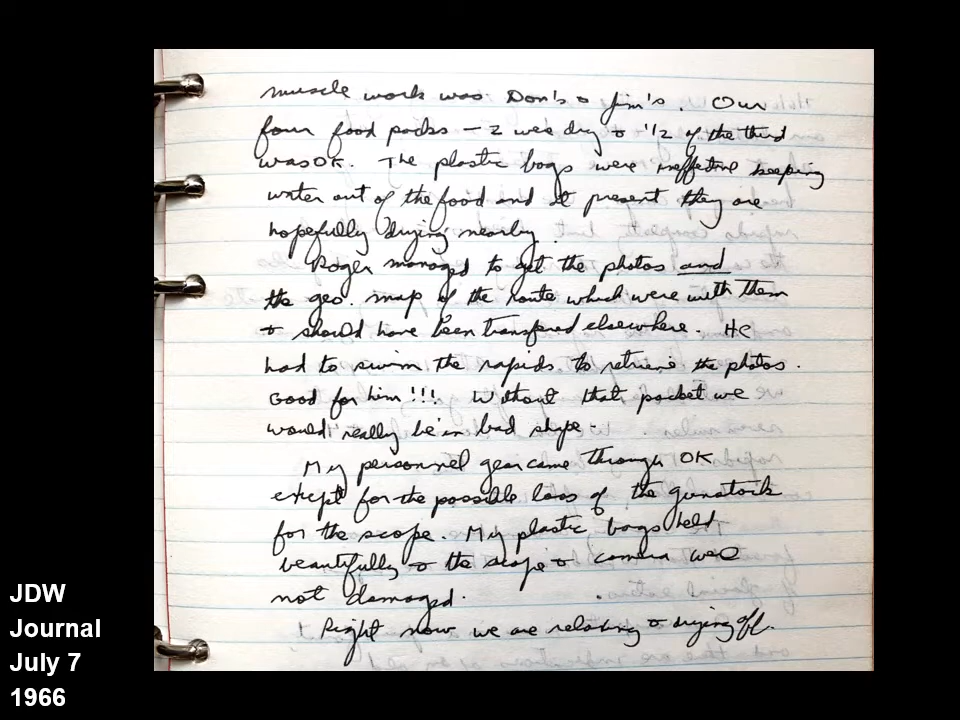 muscle work was Don's & Jim's. Our
four food packs – 2 were dry & 1/2 of the third
was OK. The plastic bags were ineffective keeping
water out of the food and at present they are
hopefully drying nearby.
Roger managed to get the photos and
the geo. map of the route which were with them
& should have been transfered elsewhere. He
had to swim the rapids to retrieve the photos.
Good for him!!! Without that packet we
would really be in bad shape -
My personnel gear came through OK
except for the possible loss of the gunstock
for the scope. My plastic bags held
beautifully & the scope & camera were
not damaged.
Right now we are relaxing & drying off.
JDW
Journal
July 7
1966